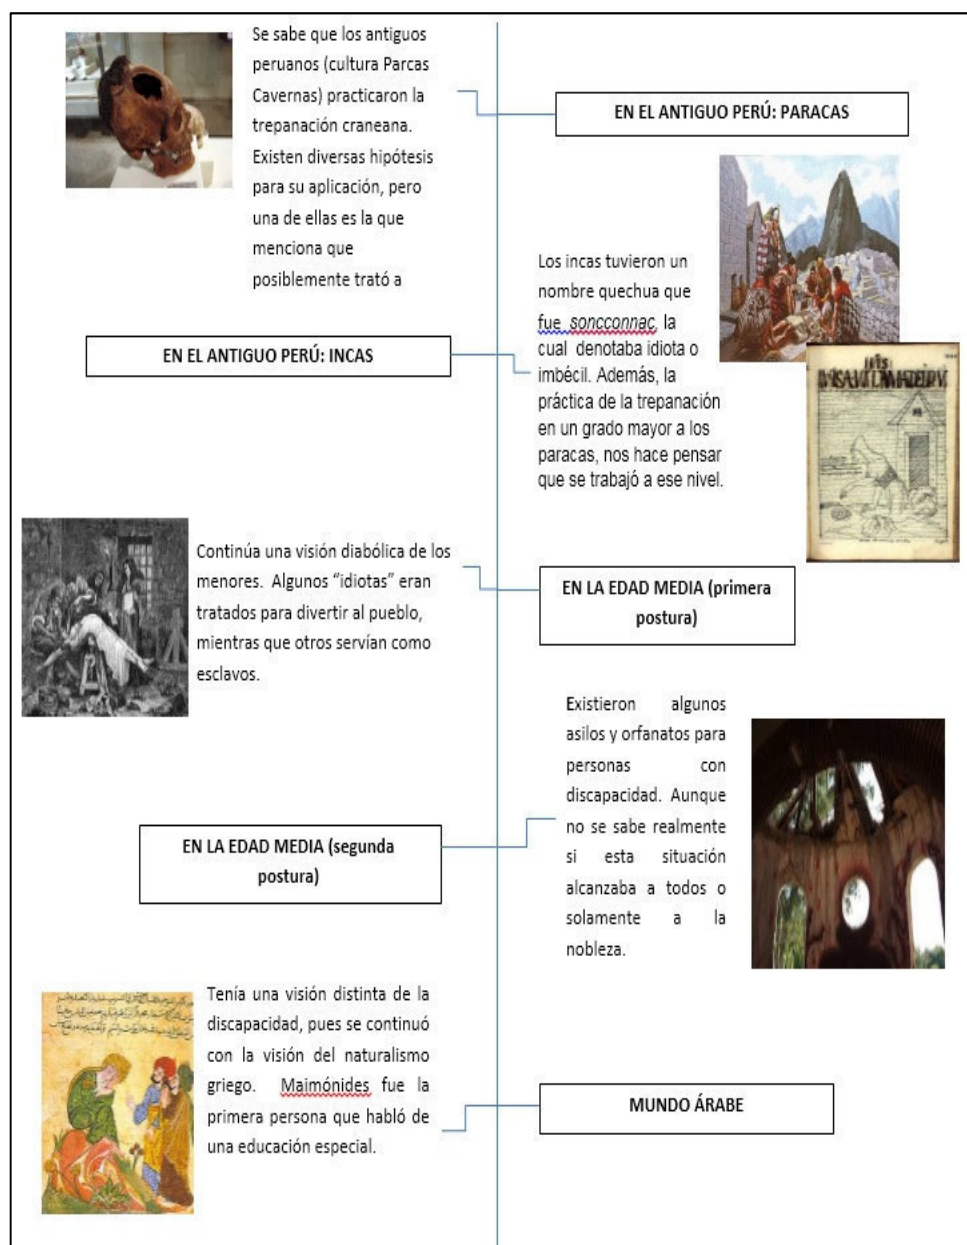 Se sabe que los antiguos
peruanos (cultura Parcas
Cavernas) practicaron la
trepanación craneana.
Existen diversas hipótesis
para su aplicación, pero
una de ellas es la que
menciona que
posiblemente trató a
EN EL ANTIGUO PERÚ: PARACAS
Los incas tuvieron un
nombre quechua que
fue soncconnac, la
cual denotaba idiota o
imbécil. Además, la
práctica de la trepanación
en un grado mayor a los
paracas, nos hace pensar
que se trabajó a ese nivel.
EN EL ANTIGUO PERÚ: INCAS
Continúa una visión diabólica de los
menores. Algunos “idiotas” eran
tratados para divertir al pueblo,
mientras que otros servían como
esclavos.
EN LA EDAD MEDIA (primera
postura)
Existieron algunos
asilos y orfanatos para
personas con
discapacidad. Aunque
no se sabe realmente
si esta situación
alcanzaba a todos o
solamente a la
nobleza.
EN LA EDAD MEDIA (segunda
postura)
Tenía una visión distinta de la
discapacidad, pues se continuó
con la visión del naturalismo
griego. Maimónides fue la
primera persona que habló de
una educación especial.
MUNDO ÁRABE